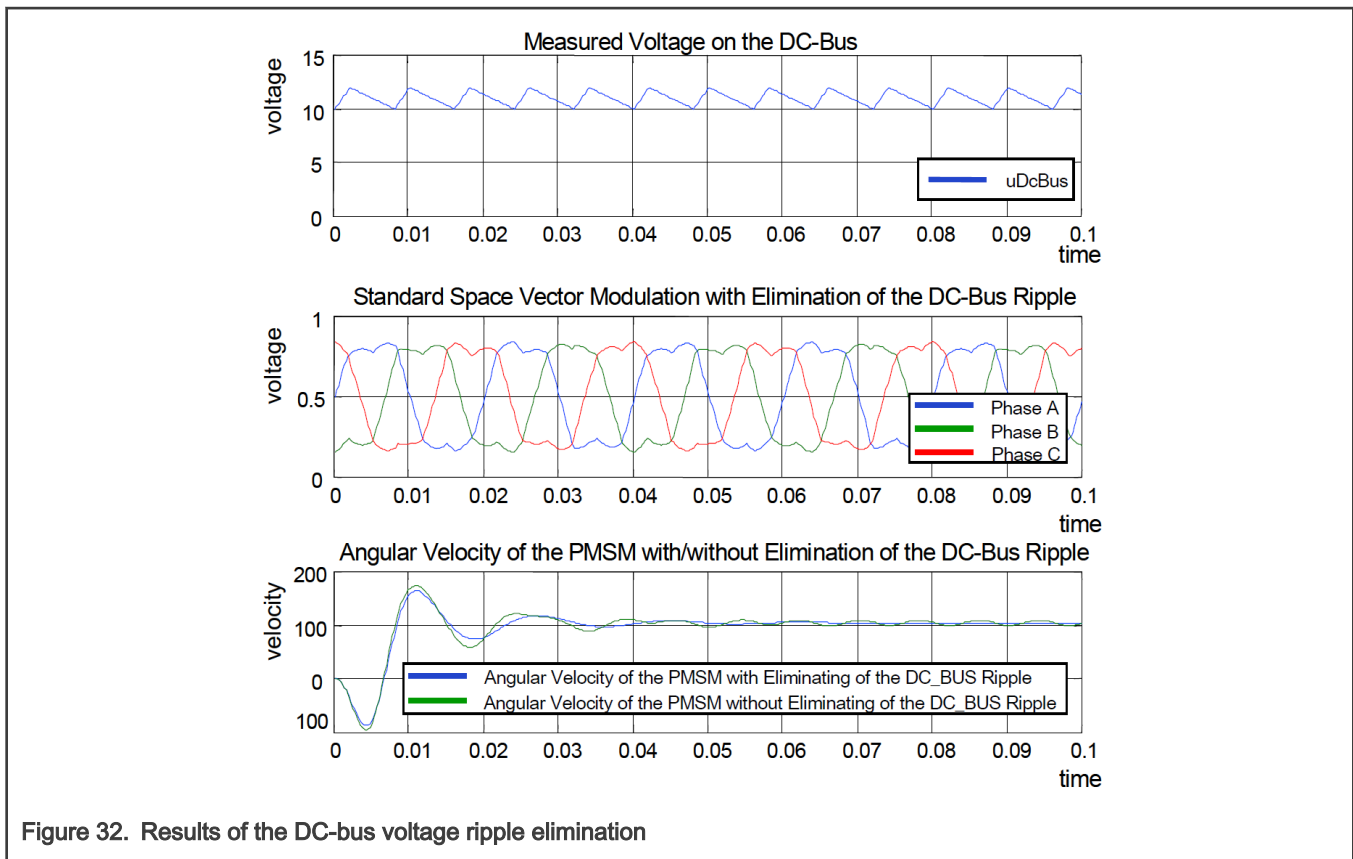 Measured Voltage on the DC-Bus
voltage
15
10
5
0
uDcBus
0 0.01 0.02 0.03 0.04 0.05 0.06 0.07 0.08 0.09 0.1
time
Standard Space Vector Modulation with Elimination of the DC-Bus Ripple
voltage
1
0.5
0
Phase A
Phase B
Phase C
0 0.01 0.02 0.03 0.04 0.05 0.06 0.07 0.08 0.09 0.1
time
Angular Velocity of the PMSM with/without Elimination of the DC-Bus Ripple
velocity
200
100
0
100
Angular Velocity of the PMSM with Eliminating of the DC_BUS Ripple
Angular Velocity of the PMSM without Eliminating of the DC_BUS Ripple
0 0.01 0.02 0.03 0.04 0.05 0.06 0.07 0.08 0.09 0.1
time
Figure 32. Results of the DC-bus voltage ripple elimination